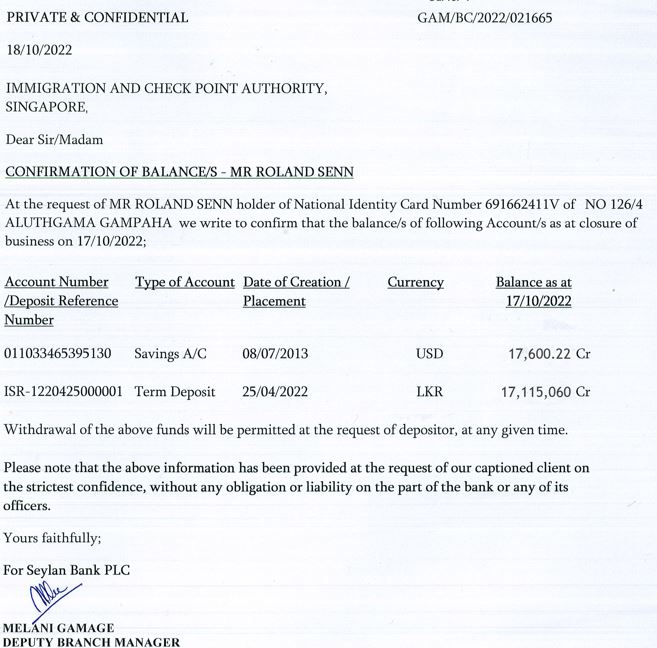 PRIVATE & CONFIDENTIAL
GAM/BC/2022/021665
18/10/2022
IMMIGRATION AND CHECK POINT AUTHORITY,
SINGAPORE,
Dear Sir/Madam
CONFIRMATION OF BALANCE/S - MR ROLAND SENN
At the request of MR ROLAND SENN holder of National Identity Card Number 691662411V of NO 126/4
ALUTHGAMA GAMPAHA we write to confirm that the balance/s of following Account/s as at closure of
business on 17/10/2022;
Account Number Type of Account Date of Creation / Currency Balance as at
/Deposit Reference Placement 17/10/2022
Number
011033465395130 Savings A/C 08/07/2013 USD 17,600.22 Cr
ISR-1220425000001 Term Deposit 25/04/2022 LKR 17,115,060 Cr
Withdrawal of the above funds will be permitted at the request of depositor, at any given time.
Please note that the above information has been provided at the request of our captioned client on
the strictest confidence, without any obligation or liability on the part of the bank or any of its
officers.
Yours faithfully;
For Seylan Bank PLC
MELANI GAMAGE
DEPUTY BRANCH MANAGER